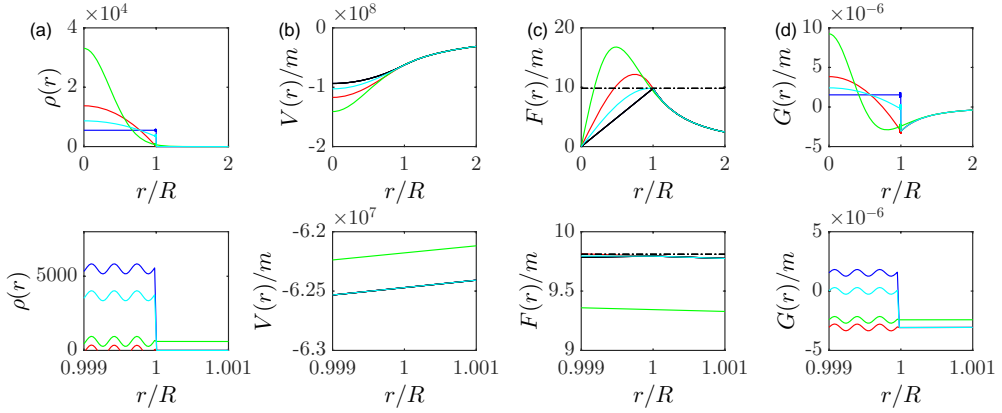 (a)
×10^4
ρ(r)
4
2
0
0
1
2
r/R
(b)
×10^8
V(r)/m
0
-1
-2
0
1
2
r/R
(c)
F(r)/m
20
10
0
0
1
2
r/R
(d)
×10^-6
G(r)/m
10
5
0
-5
0
1
2
r/R
ρ(r)
5000
0
0.999
1
1.001
r/R
×10^7
V(r)/m
-6.2
-6.25
-6.3
0.999
1
1.001
r/R
F(r)/m
10
9.5
9
0.999
1
1.001
r/R
×10^-6
G(r)/m
5
0
-5
0.999
1
1.001
r/R